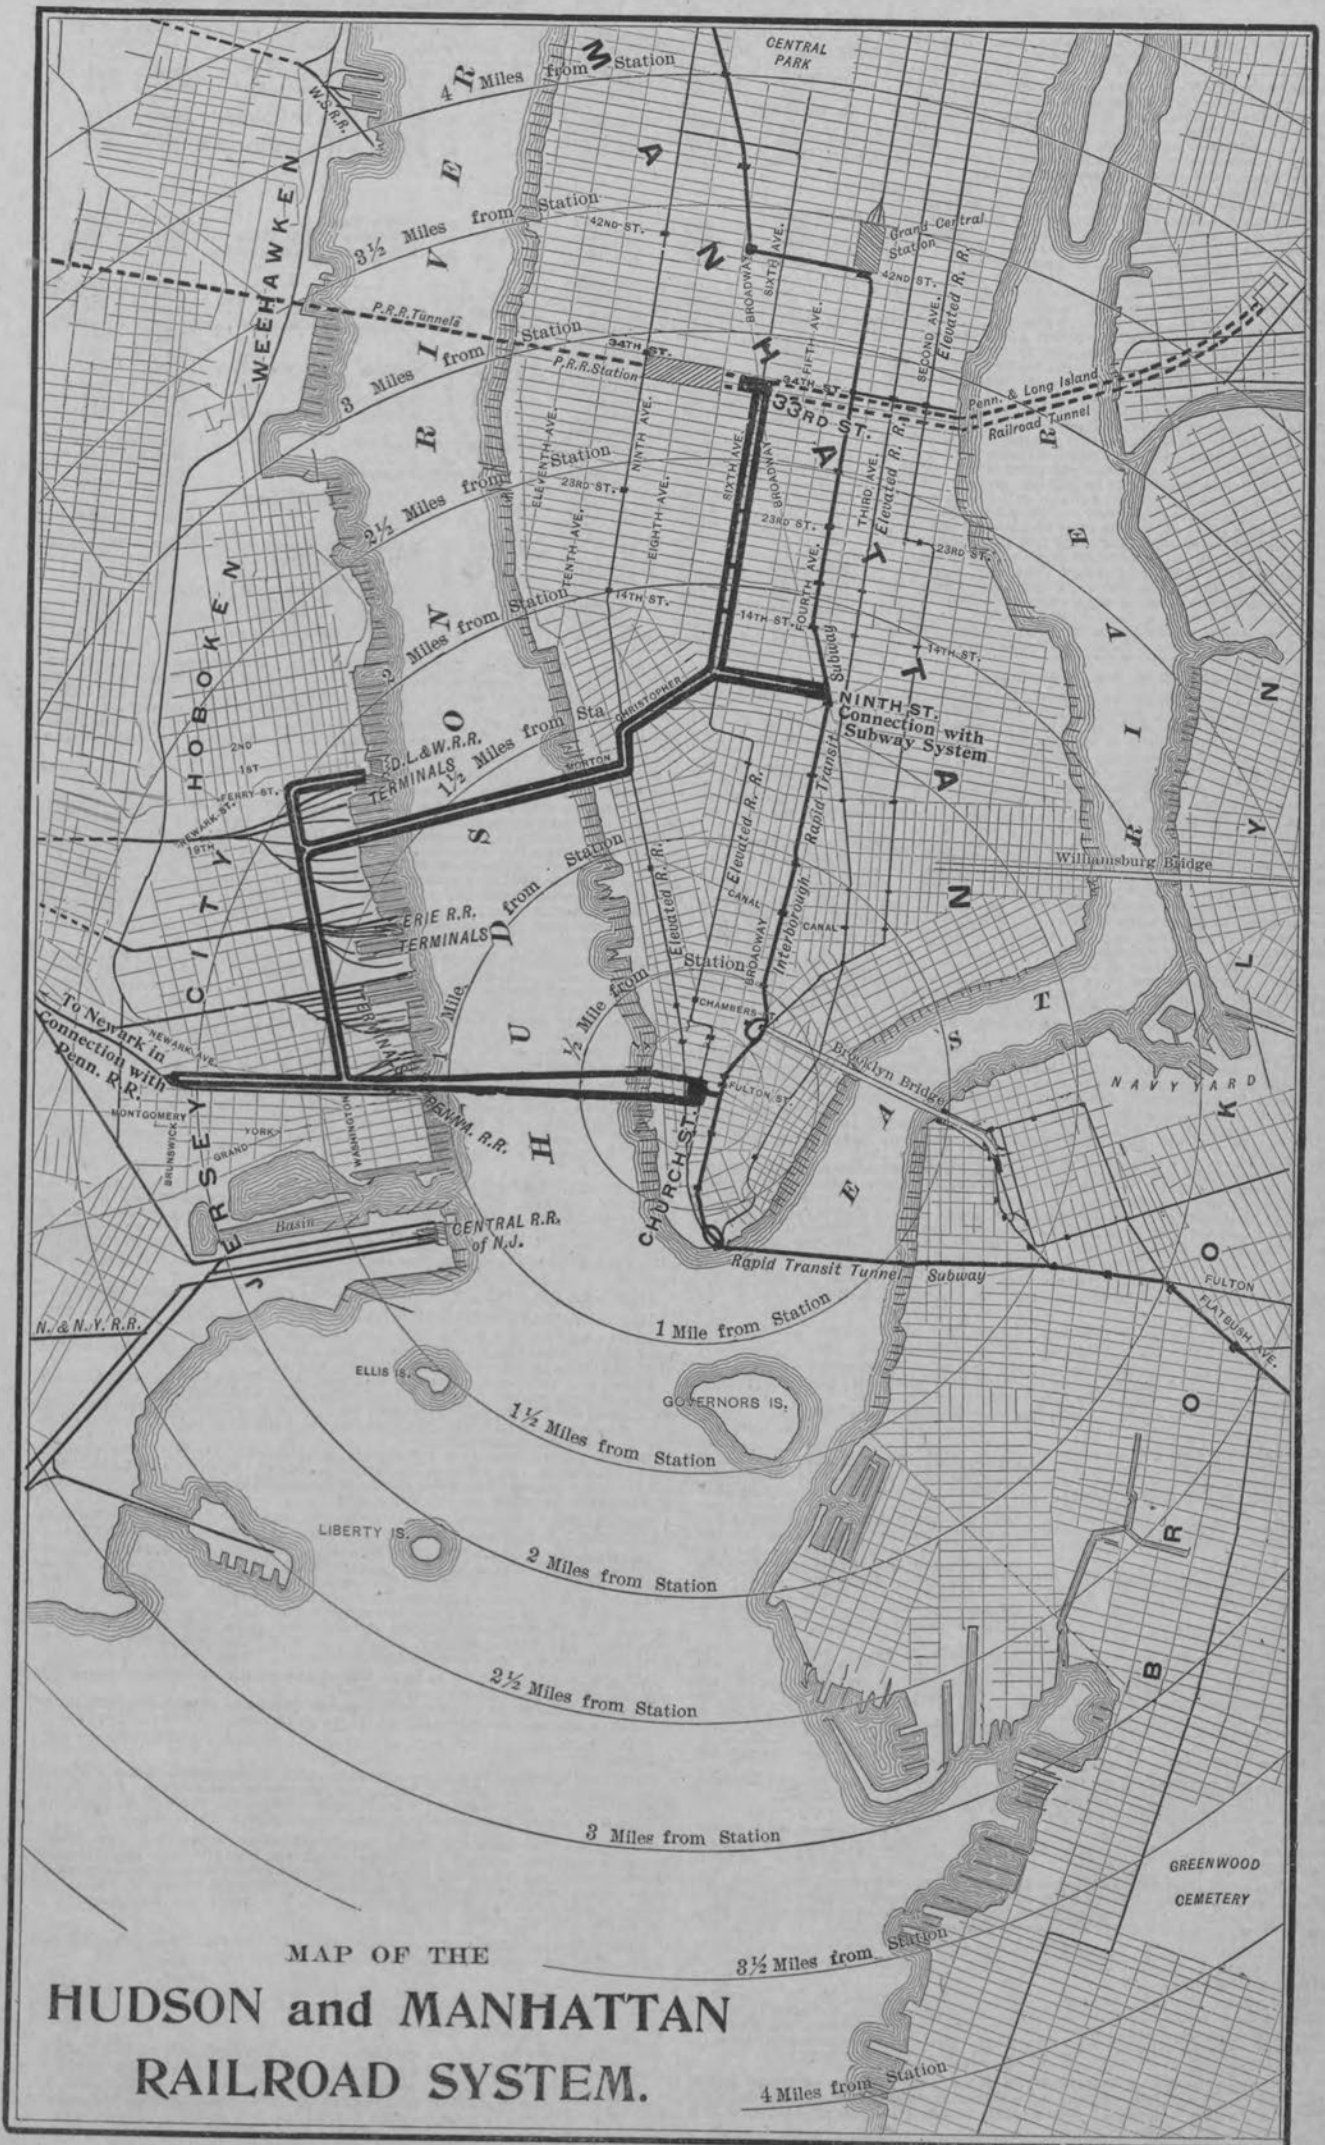 CENTRAL
PARK
4 Miles from Station
W.S.R.R.
MANHATTAN
HUDSON RIVER
WEEHAWKEN
3½ Miles from Station
42ND ST.
Grand Central
Station
42ND ST.
BROADWAY
SIXTH AVE.
FIFTH AVE.
SECOND AVE.
Elevated R. R.
P.R.R. Tunnels
3 Miles from Station
34TH ST.
P.R.R. Station
34TH ST.
33RD ST.
Penn. & Long Island
Railroad Tunnel
ELEVENTH AVE.
NINTH AVE.
SIXTH AVE.
BROADWAY
THIRD AVE.
Elevated R. R.
2½ Miles from Station
23RD ST.
TENTH AVE.
EIGHTH AVE.
23RD ST.
FOURTH AVE.
23RD ST.
EAST RIVER
HOBOKEN
2 Miles from Station
14TH ST.
14TH ST.
14TH ST.
Subway
CHRISTOPHER
NINTH ST.
Connection with
Subway System
2ND
1ST
FERRY ST.
NEWARK ST.
19TH
D.L.&W.R.R.
TERMINALS
1½ Miles from Sta
MORTON
Elevated R. R.
Elevated R. R.
Interborough Rapid Transit
Williamsburg Bridge
BROOKLYN
JERSEY CITY
ERIE R.R.
TERMINALS
1 Mile from Station
CANAL
CANAL
BROADWAY
½ Mile from Station
CHAMBERS ST.
To Newark in
Connection with
Penn. R.R.
NEWARK AVE.
TERMINALS
PENNA. R.R.
FULTON ST.
Brooklyn Bridge
NAVY YARD
MONTGOMERY
BRUNSWICK
YORK
GRAND
WASHINGTON
CHURCH ST.
Basin
CENTRAL R.R.
of N.J.
Rapid Transit Tunnel Subway
FULTON
FLATBUSH AVE.
N. & N.Y. R.R.
1 Mile from Station
ELLIS IS.
GOVERNORS IS.
1½ Miles from Station
LIBERTY IS.
2 Miles from Station
2½ Miles from Station
3 Miles from Station
GREENWOOD
CEMETERY
3½ Miles from Station
4 Miles from Station
MAP OF THE
HUDSON and MANHATTAN
RAILROAD SYSTEM.